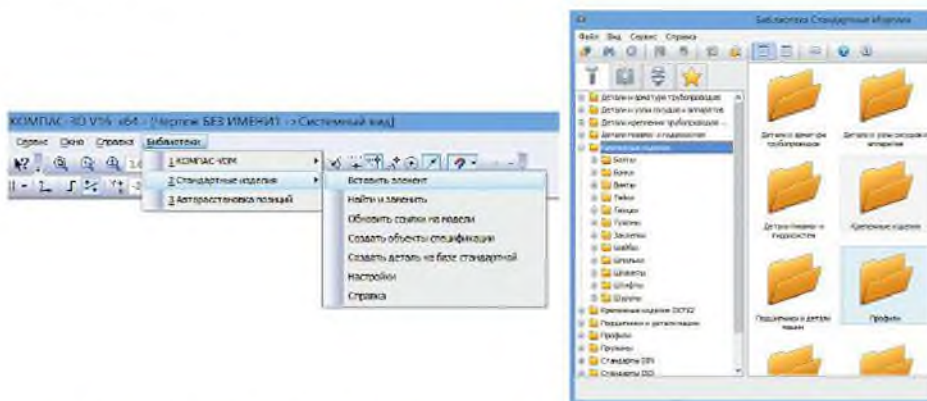 КОМПАС-3D V16 x64 - [Чертеж БЕЗ ИМЕНИ1 ->Системный вид]
Сервис Окно Справка Библиотеки
1 КОМПАС-VDM
2 Стандартные изделия
3 Авторасстановка позиций
Вставить элемент
Найти и заменить
Обновить ссылки на модели
Создать объекты спецификации
Создать деталь на базе стандартной
Настройки
Справка
Библиотека Стандартные Изделия
Файл Вид Сервис Справка
Детали и арматура трубопроводов
Детали и узлы сосудов и аппаратов
Детали крепления трубопроводов
Детали пневмо- и гидросистем
Крепежные изделия
Болты
Винты
Гайки
Гвозди
Заклепки
Шайбы
Шпильки
Шплинты
Штифты
Шурупы
Крепежные изделия
Подшипники и детали машин
Профили
Пружины
Стандарты DIN
Стандарты ISO
Детали и арматура трубопроводов
Детали и узлы сосудов и аппаратов
Детали пневмо- и гидросистем
Крепежные изделия
Подшипники и детали машин
Профили